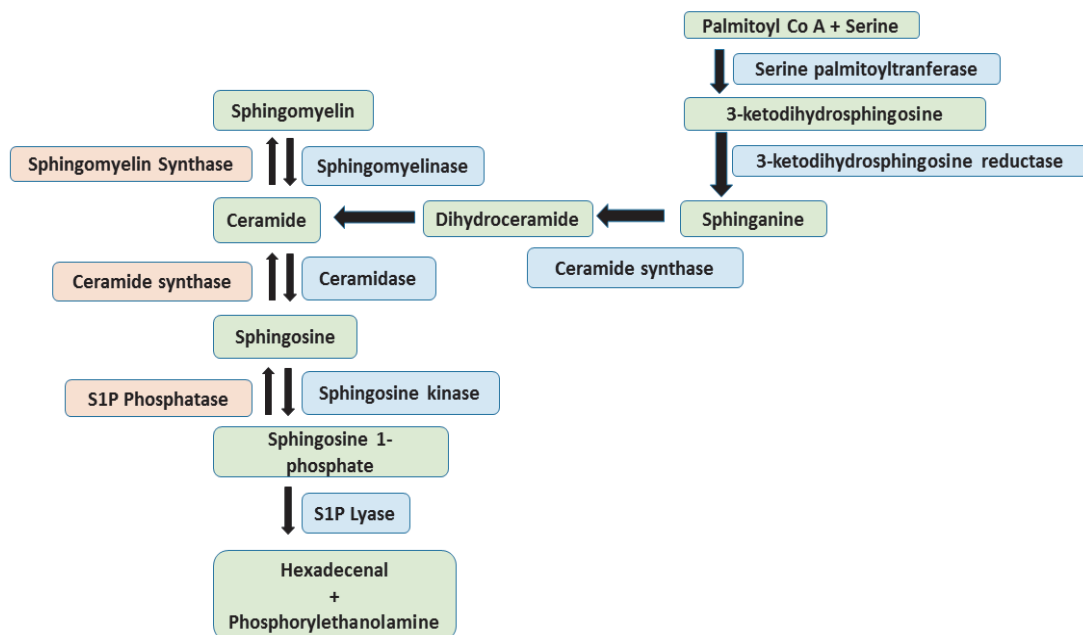 Palmitoyl Co A + Serine
Serine palmitoyltranferase
Sphingomyelin
3-ketodihydrosphingosine
Sphingomyelin Synthase
Sphingomyelinase
3-ketodihydrosphingosine reductase
Ceramide
Dihydroceramide
Sphinganine
Ceramide synthase
Ceramide synthase
Ceramidase
Sphingosine
S1P Phosphatase
Sphingosine kinase
Sphingosine 1-
phosphate
S1P Lyase
Hexadecenal
+
Phosphorylethanolamine